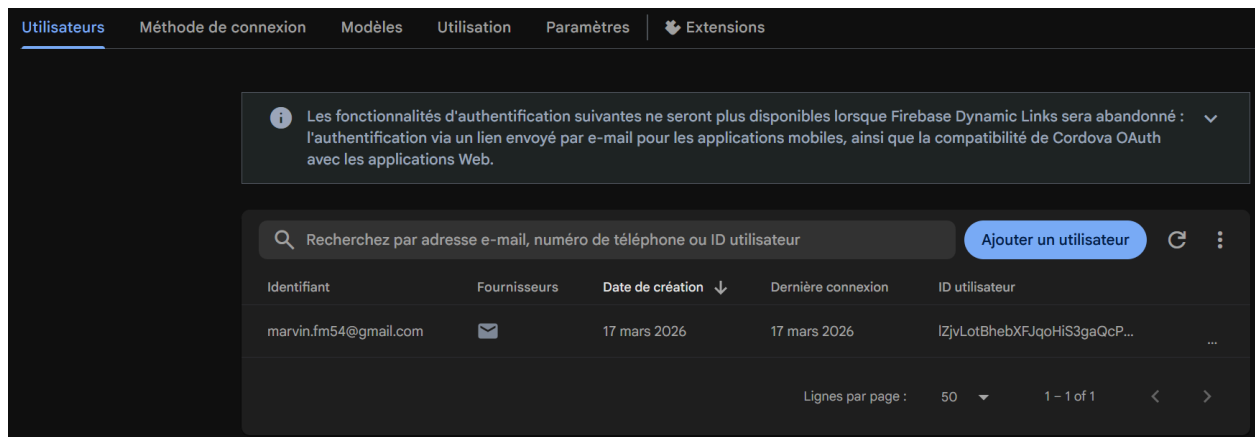 Utilisateurs Méthode de connexion Modèles Utilisation Paramètres Extensions
Les fonctionnalités d'authentification suivantes ne seront plus disponibles lorsque Firebase Dynamic Links sera abandonné :
l'authentification via un lien envoyé par e-mail pour les applications mobiles, ainsi que la compatibilité de Cordova OAuth
avec les applications Web.
Recherchez par adresse e-mail, numéro de téléphone ou ID utilisateur Ajouter un utilisateur
Identifiant Fournisseurs Date de création Dernière connexion ID utilisateur
marvin.fm54@gmail.com 17 mars 2026 17 mars 2026 lZjvLotBhebXFJqoHiS3gaQcP... ...
Lignes par page : 50 1 – 1 of 1